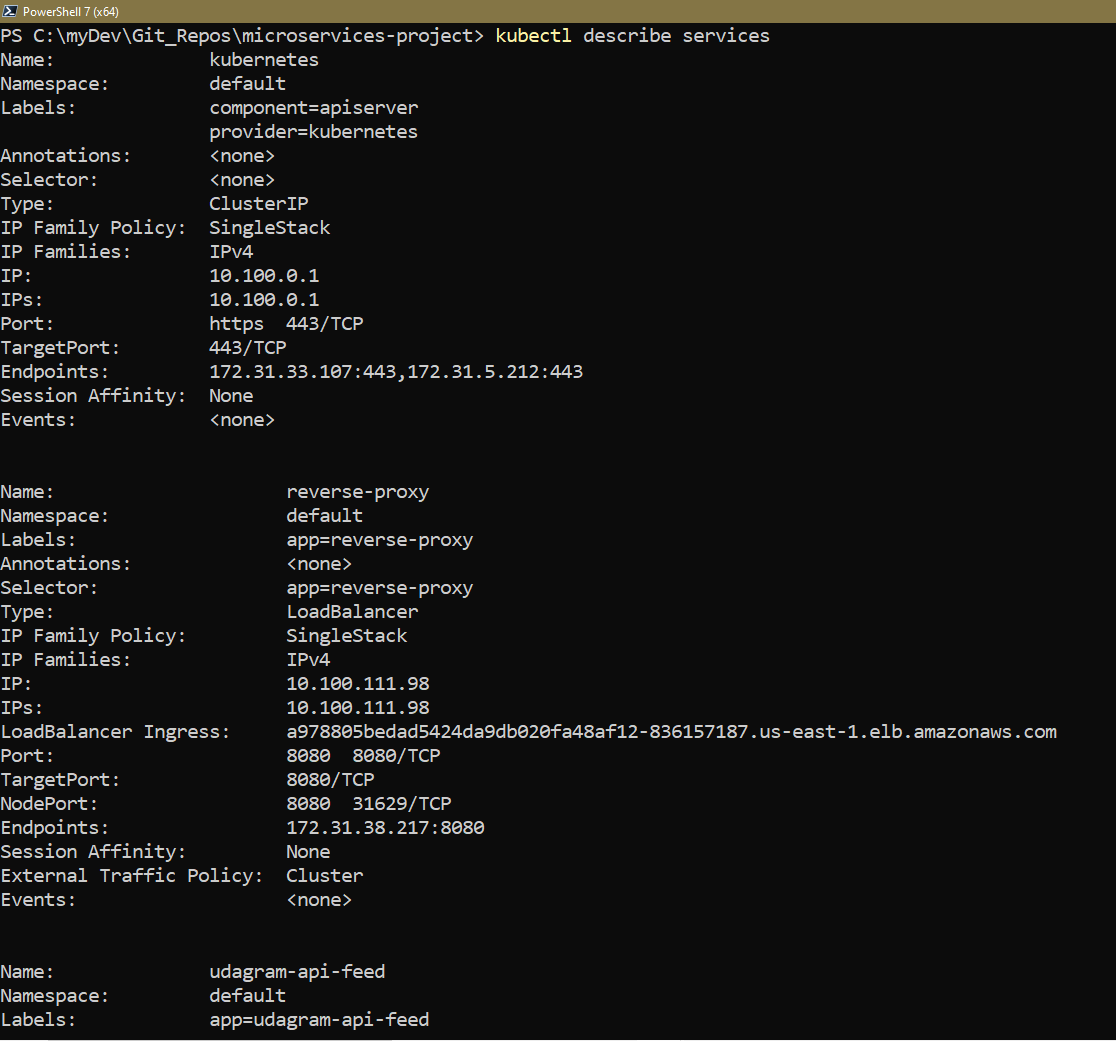 PowerShell 7 (x64)
PS C:\myDev\Git_Repos\microservices-project> kubectl describe services
Name:              kubernetes
Namespace:         default
Labels:            component=apiserver
                   provider=kubernetes
Annotations:       <none>
Selector:          <none>
Type:              ClusterIP
IP Family Policy:  SingleStack
IP Families:       IPv4
IP:                10.100.0.1
IPs:               10.100.0.1
Port:              https  443/TCP
TargetPort:        443/TCP
Endpoints:         172.31.33.107:443,172.31.5.212:443
Session Affinity:  None
Events:            <none>
Name:                     reverse-proxy
Namespace:                default
Labels:                   app=reverse-proxy
Annotations:              <none>
Selector:                 app=reverse-proxy
Type:                     LoadBalancer
IP Family Policy:         SingleStack
IP Families:              IPv4
IP:                       10.100.111.98
IPs:                      10.100.111.98
LoadBalancer Ingress:     a978805bedad5424da9db020fa48af12-836157187.us-east-1.elb.amazonaws.com
Port:                     8080  8080/TCP
TargetPort:               8080/TCP
NodePort:                 8080  31629/TCP
Endpoints:                172.31.38.217:8080
Session Affinity:         None
External Traffic Policy:  Cluster
Events:                   <none>
Name:              udagram-api-feed
Namespace:         default
Labels:            app=udagram-api-feed